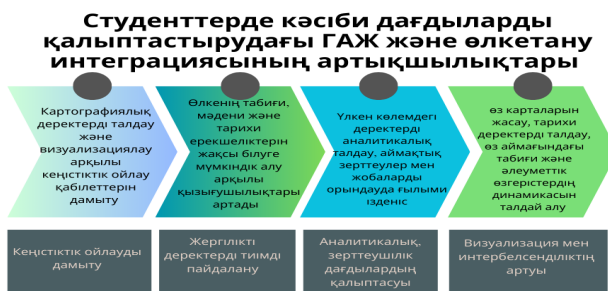 Студенттерде кәсіби дағдыларды
қалыптастырудағы ГАЖ және өлкетану
интеграциясының артықшылықтары
Картографиялық
деректерді талдау
және
визуализациялау
арқылы
кеңістіктік ойлау
қабілеттерін
дамыту
Өлкенің табиғи,
мәдени және
тарихи
ерекшеліктерін
жақсы білуге
мүмкіндік алу
арқылы
қызығушылықтары
артады
Үлкен көлемдегі
деректерді
аналитикалық
талдау, аймақтық
зерттеулер мен
жобаларды
орындауда ғылыми
ізденіс
өз карталарын
жасау, тарихи
деректерді талдау,
өз аймағындағы
табиғи және
әлеуметтік
өзгерістердің
динамикасын
талдай алу
Кеңістіктік ойлауды
дамыту
Жергілікті
деректерді тиімді
пайдалану
Аналитикалық,
зерттеушілік
дағдылардың
қалыптасуы
Визуализация мен
интербелсенділіктің
артуы